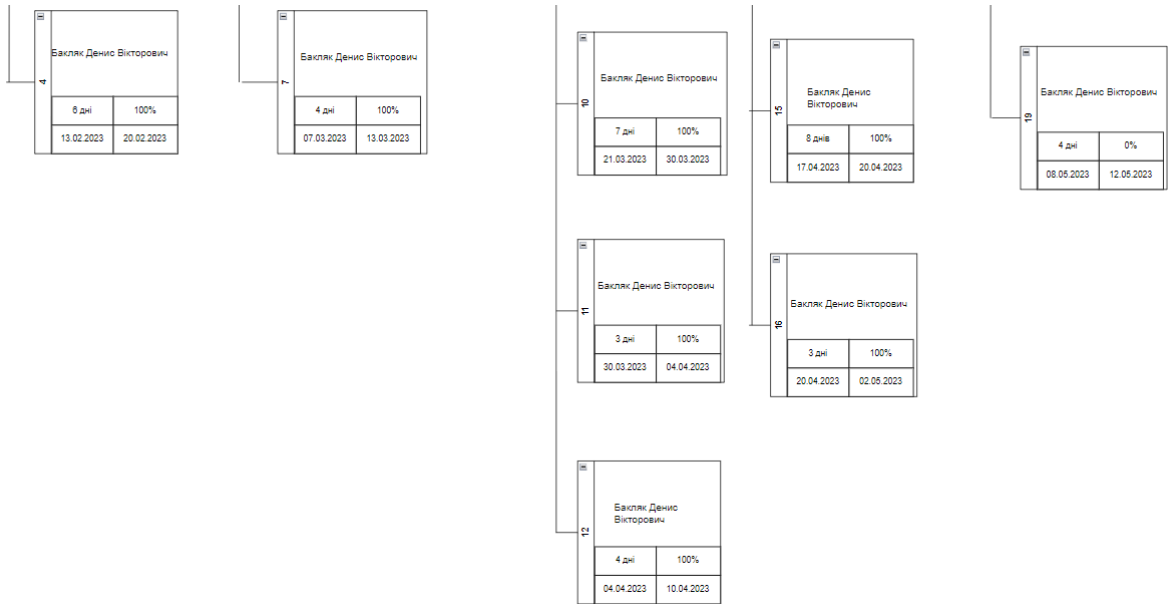 4
Бакляк Денис Вікторович
6 дні 100%
13.02.2023 20.02.2023
7
Бакляк Денис Вікторович
4 дні 100%
07.03.2023 13.03.2023
10
Бакляк Денис Вікторович
7 дні 100%
21.03.2023 30.03.2023
15
Бакляк Денис
Вікторович
8 днів 100%
17.04.2023 20.04.2023
19
Бакляк Денис Вікторович
4 дні 0%
08.05.2023 12.05.2023
11
Бакляк Денис Вікторович
3 дні 100%
30.03.2023 04.04.2023
16
Бакляк Денис Вікторович
3 дні 100%
20.04.2023 02.05.2023
12
Бакляк Денис
Вікторович
4 дні 100%
04.04.2023 10.04.2023